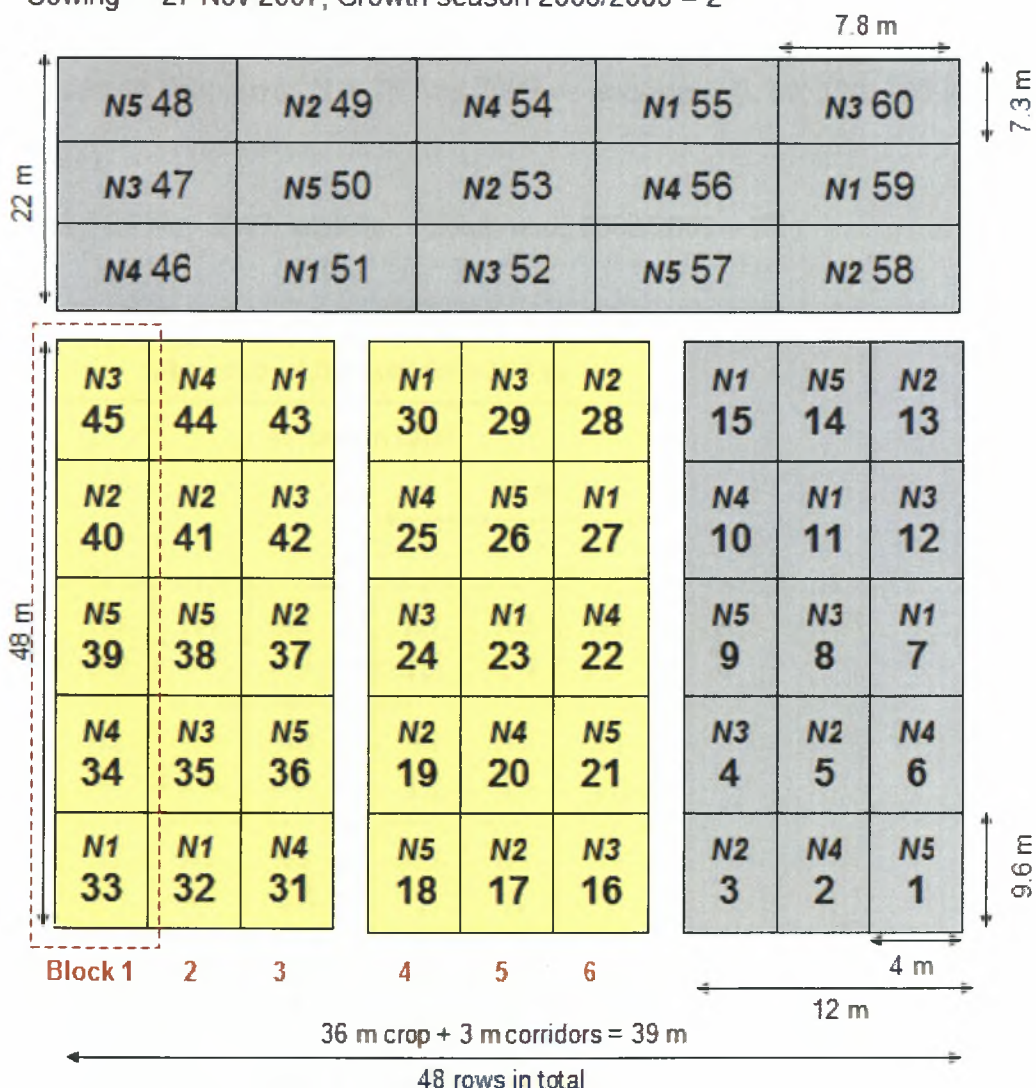 7.8 m
N5 48 N2 49 N4 54 N1 55 N3 60
7.3 m
N3 47 N5 50 N2 53 N4 56 N1 59
22 m
N4 46 N1 51 N3 52 N5 57 N2 58
N3 N4 N1 N1 N3 N2 N1 N5 N2
45 44 43 30 29 28 15 14 13
N2 N2 N3 N4 N5 N1 N4 N1 N3
40 41 42 25 26 27 10 11 12
N5 N5 N2 N3 N1 N4 N5 N3 N1
39 38 37 24 23 22 9 8 7
48 m
N4 N3 N5 N2 N4 N5 N3 N2 N4
34 35 36 19 20 21 4 5 6
N1 N1 N4 N5 N2 N3 N2 N4 N5
33 32 31 18 17 16 3 2 1
9.6 m
Block 1 2 3 4 5 6
4 m
12 m
36 m crop + 3 m corridors = 39 m
48 rows in total